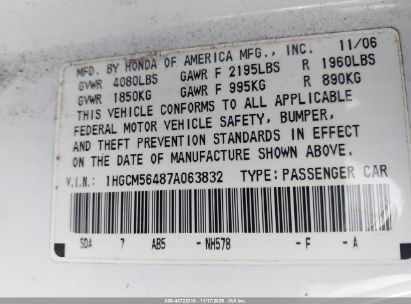 MFD. BY HONDA OF AMERICA MFG., INC. 11/06
GVWR 4080LBS GAWR F 2195LBS R 1960LBS
GVWR 1850KG GAWR F 995KG R 890KG
THIS VEHICLE CONFORMS TO ALL APPLICABLE
FEDERAL MOTOR VEHICLE SAFETY, BUMPER,
AND THEFT PREVENTION STANDARDS IN EFFECT
ON THE DATE OF MANUFACTURE SHOWN ABOVE.
V.I.N.: 1HGCM56487A063832 TYPE: PASSENGER CAR
SDA 7 AB5 - NH578 - F - A